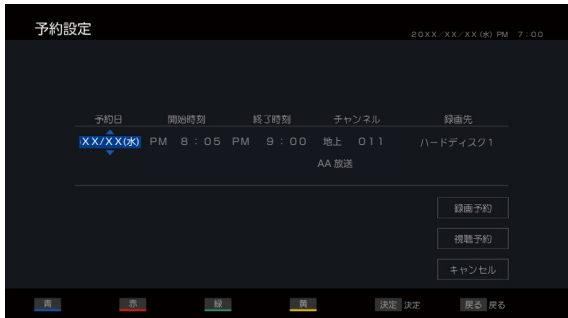 予約設定
20XX/XX/XX (水) PM 7:00
予約日 開始時刻 終了時刻 チャンネル 録画先
XX/XX(水) PM 8:05 PM 9:00 地上 011 ハードディスク1
AA 放送
録画予約
視聴予約
キャンセル
青 赤 緑 黄 決定 決定 戻る 戻る